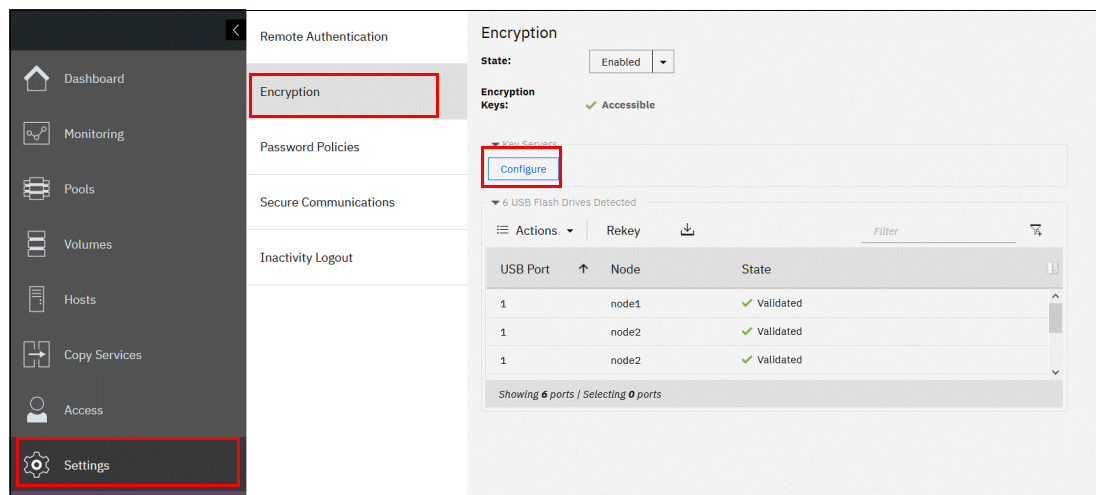 Dashboard
Monitoring
Pools
Volumes
Hosts
Copy Services
Access
Settings
Remote Authentication
Encryption
Password Policies
Secure Communications
Inactivity Logout
Encryption
State:
Enabled
Encryption
Keys:
Accessible
Key Servers
Configure
6 USB Flash Drives Detected
Actions Rekey Filter
USB Port Node State
1 node1 Validated
1 node2 Validated
1 node2 Validated
Showing 6 ports | Selecting 0 ports